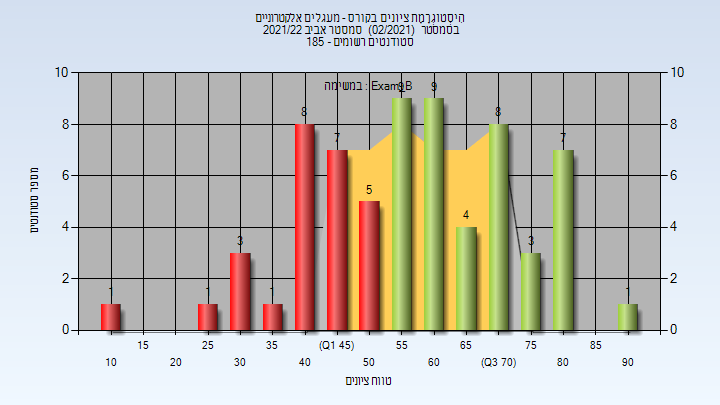 היסטוגרמת ציונים בקורס - מעגלים אלקטרוניים
בסמסטר (02/2021) סמסטר אביב 2021/22
סטודנטים רשומים - 185
במשימה : Exam_B
מספר סטודנטים
10 8 6 4 2 0
10 8 6 4 2 0
1 1 3 1 8 7 5 9 9 4 8 3 7 1
15 25 35 (Q1 45) 55 65 75 85
10 20 30 40 50 60 (Q3 70) 80 90
טווח ציונים